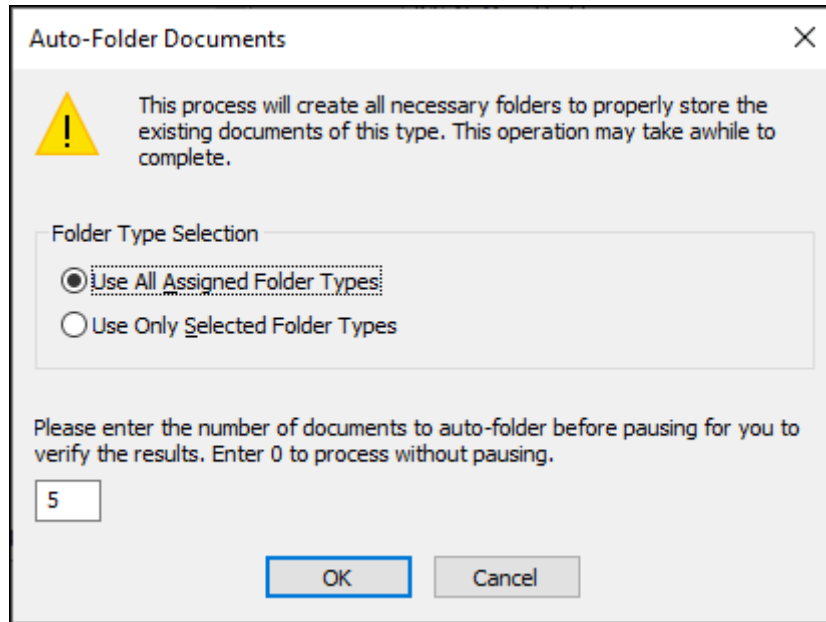 Auto-Folder Documents
This process will create all necessary folders to properly store the
existing documents of this type. This operation may take awhile to
complete.
Folder Type Selection
Use All Assigned Folder Types
Use Only Selected Folder Types
Please enter the number of documents to auto-folder before pausing for you to
verify the results. Enter 0 to process without pausing.
5
OK
Cancel